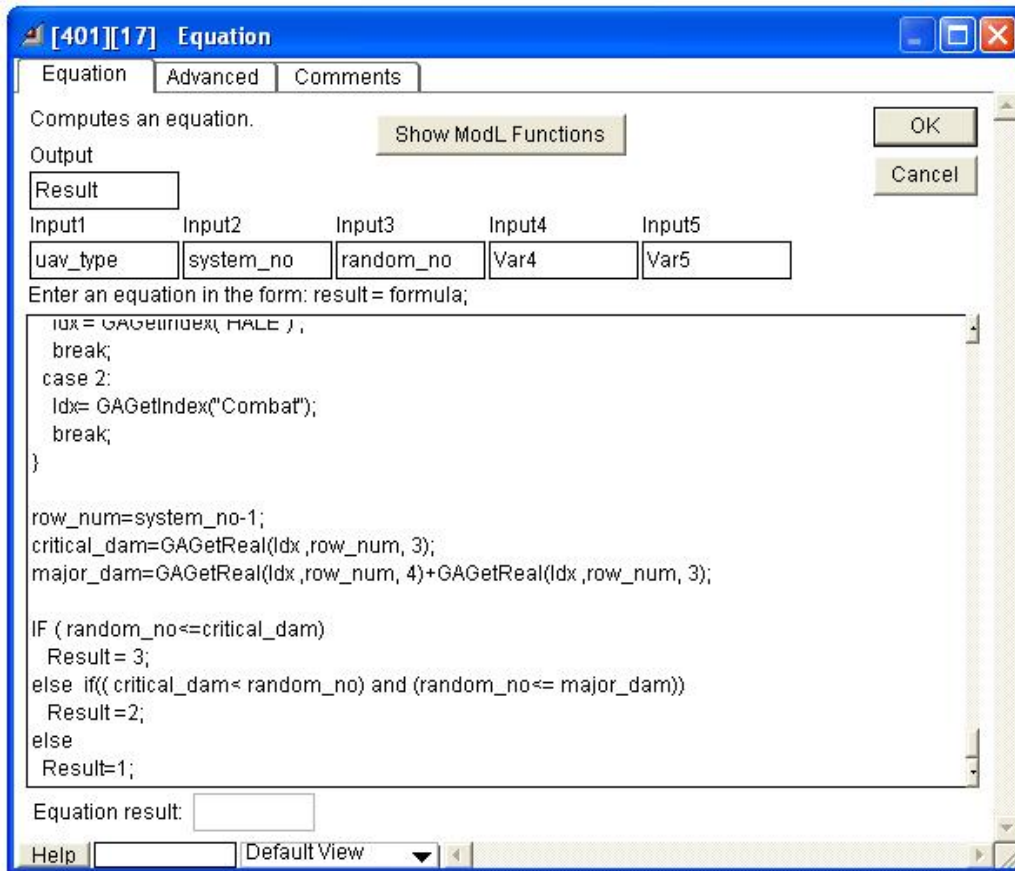 [401][17] Equation
Equation Advanced Comments
Computes an equation.
Show ModL Functions
OK
Cancel
Output
Result
Input1 Input2 Input3 Input4 Input5
uav_type system_no random_no Var4 Var5
Enter an equation in the form: result = formula;
Idx = GAGetIndex("HALE");
break;
case 2:
Idx= GAGetIndex("Combat");
break;
}
row_num=system_no-1;
critical_dam=GAGetReal(Idx ,row_num, 3);
major_dam=GAGetReal(Idx ,row_num, 4)+GAGetReal(Idx ,row_num, 3);
IF ( random_no<=critical_dam)
Result = 3;
else if(( critical_dam< random_no) and (random_no<= major_dam))
Result =2;
else
Result=1;
Equation result:
Help Default View